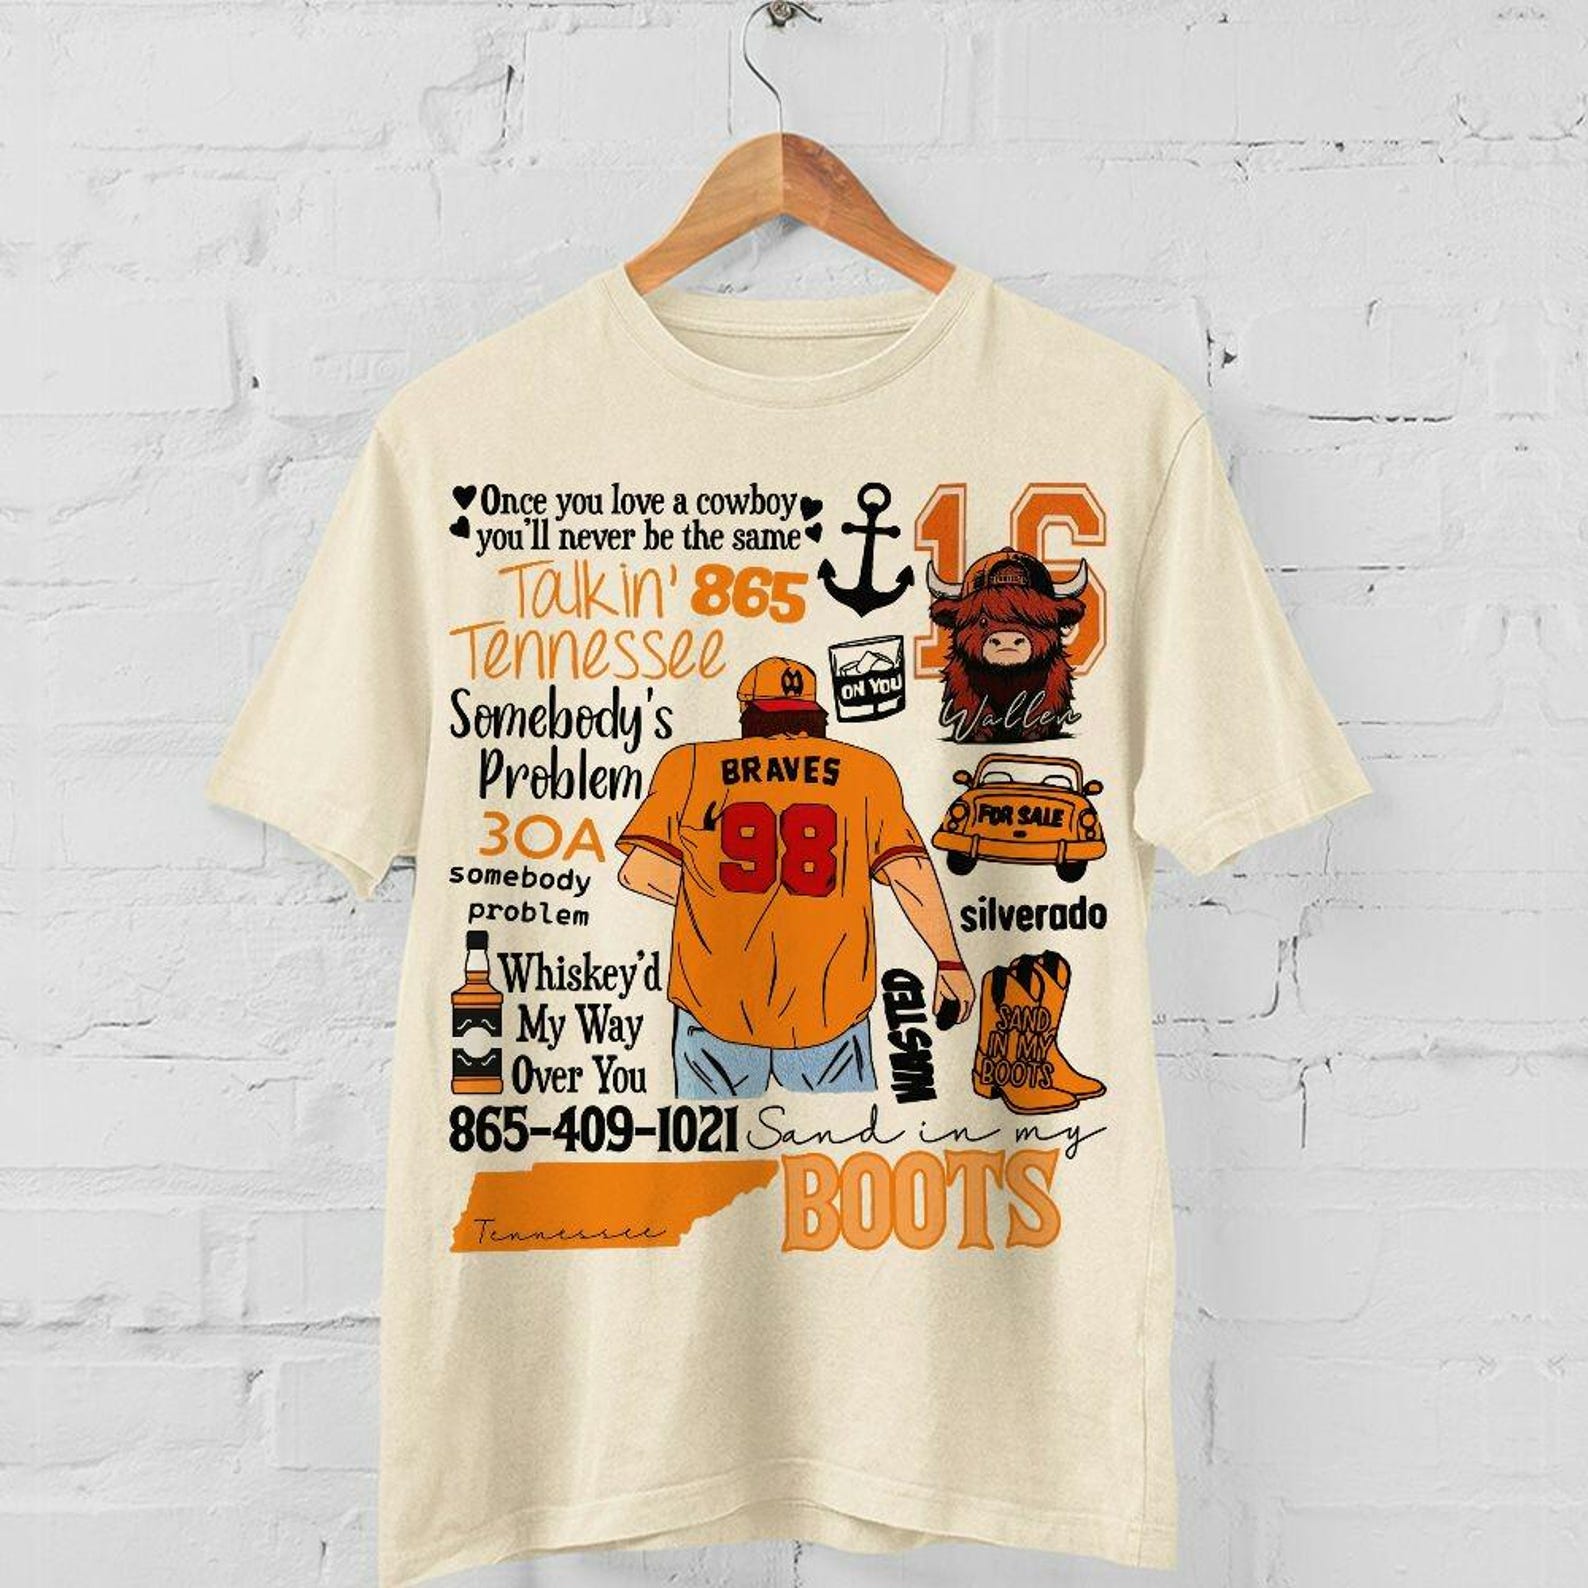 Once you love a cowboy
you'll never be the same
Talkin' 865
Tennessee
Somebody's
Problem
30A
somebody
problem
Whiskey'd
My Way
Over You
865-409-1021
Tennessee
BRAVES
98
ON YOU
16
Wallen
FOR SALE
silverado
WASTED
SAND
IN MY
BOOTS
Sand in my
BOOTS